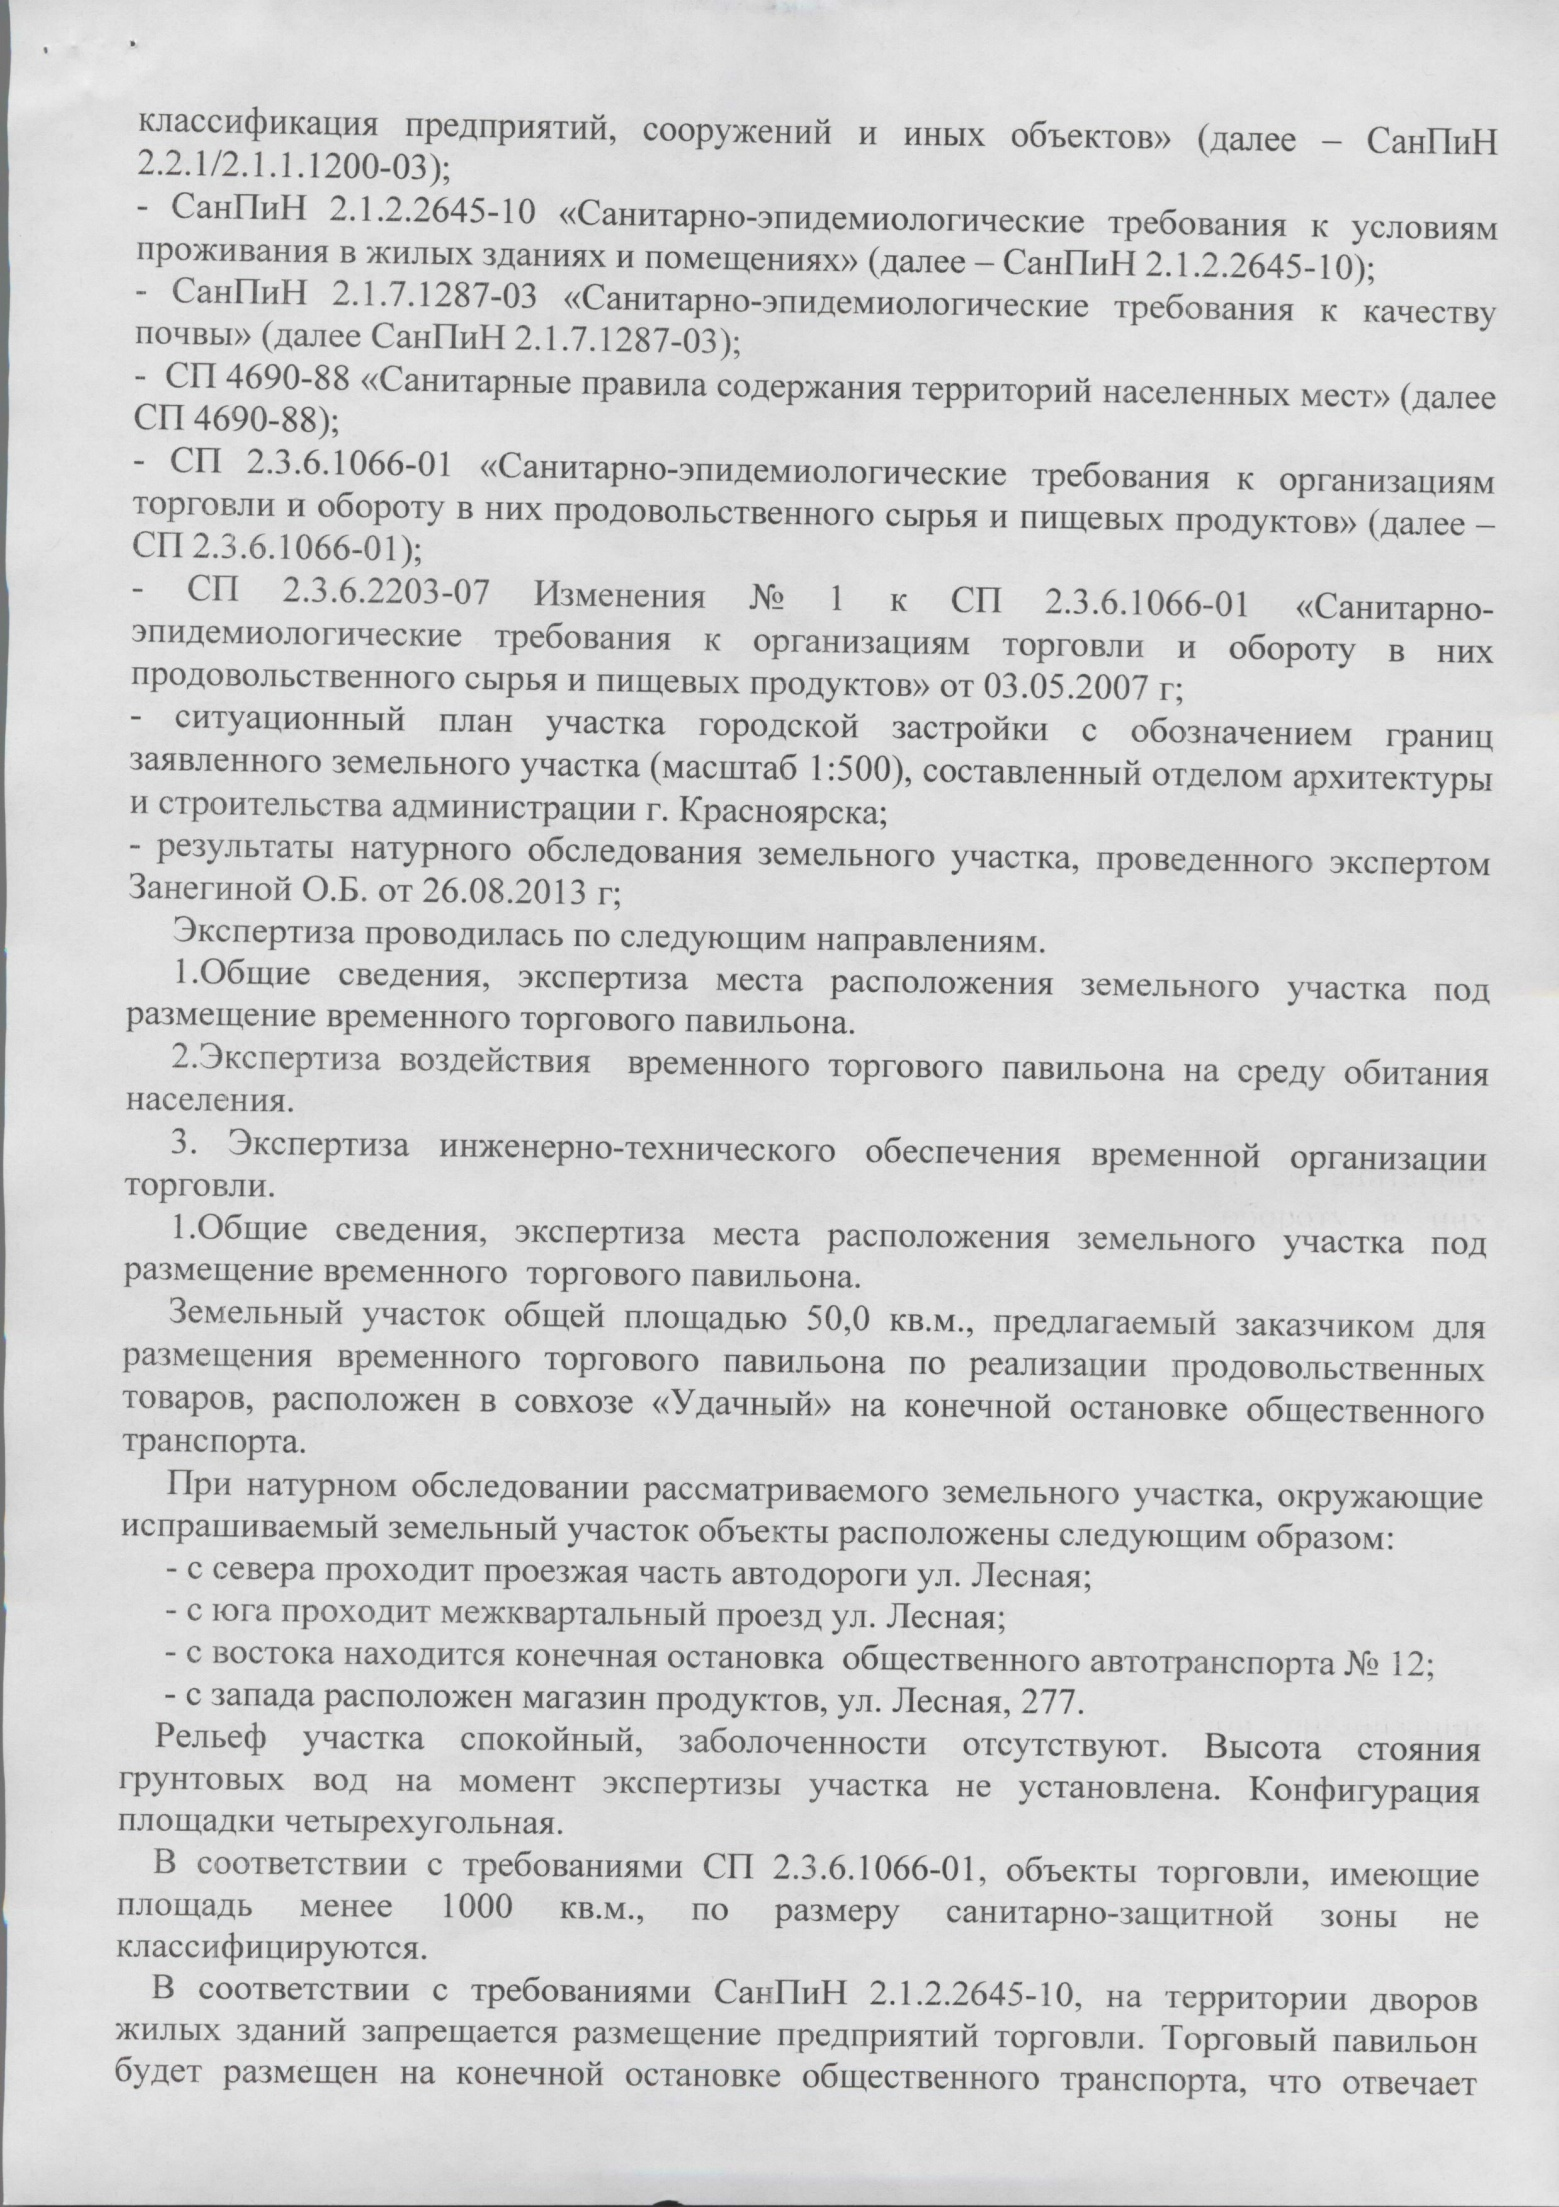 классификация предприятий, сооружений и иных объектов» (далее – СанПиН
2.2.1/2.1.1.1200-03);
- СанПиН 2.1.2.2645-10 «Санитарно-эпидемиологические требования к условиям
проживания в жилых зданиях и помещениях» (далее – СанПиН 2.1.2.2645-10);
- СанПиН 2.1.7.1287-03 «Санитарно-эпидемиологические требования к качеству
почвы» (далее СанПиН 2.1.7.1287-03);
- СП 4690-88 «Санитарные правила содержания территорий населенных мест» (далее
СП 4690-88);
- СП 2.3.6.1066-01 «Санитарно-эпидемиологические требования к организациям
торговли и обороту в них продовольственного сырья и пищевых продуктов» (далее –
СП 2.3.6.1066-01);
- СП 2.3.6.2203-07 Изменения № 1 к СП 2.3.6.1066-01 «Санитарно-
эпидемиологические требования к организациям торговли и обороту в них
продовольственного сырья и пищевых продуктов» от 03.05.2007 г;
- ситуационный план участка городской застройки с обозначением границ
заявленного земельного участка (масштаб 1:500), составленный отделом архитектуры
и строительства администрации г. Красноярска;
- результаты натурного обследования земельного участка, проведенного экспертом
Занегиной О.Б. от 26.08.2013 г;
Экспертиза проводилась по следующим направлениям.
1.Общие сведения, экспертиза места расположения земельного участка под
размещение временного торгового павильона.
2.Экспертиза воздействия временного торгового павильона на среду обитания
населения.
3. Экспертиза инженерно-технического обеспечения временной организации
торговли.
1.Общие сведения, экспертиза места расположения земельного участка под
размещение временного торгового павильона.
Земельный участок общей площадью 50,0 кв.м., предлагаемый заказчиком для
размещения временного торгового павильона по реализации продовольственных
товаров, расположен в совхозе «Удачный» на конечной остановке общественного
транспорта.
При натурном обследовании рассматриваемого земельного участка, окружающие
испрашиваемый земельный участок объекты расположены следующим образом:
- с севера проходит проезжая часть автодороги ул. Лесная;
- с юга проходит межквартальный проезд ул. Лесная;
- с востока находится конечная остановка общественного автотранспорта № 12;
- с запада расположен магазин продуктов, ул. Лесная, 277.
Рельеф участка спокойный, заболоченности отсутствуют. Высота стояния
грунтовых вод на момент экспертизы участка не установлена. Конфигурация
площадки четырехугольная.
В соответствии с требованиями СП 2.3.6.1066-01, объекты торговли, имеющие
площадь менее 1000 кв.м., по размеру санитарно-защитной зоны не
классифицируются.
В соответствии с требованиями СанПиН 2.1.2.2645-10, на территории дворов
жилых зданий запрещается размещение предприятий торговли. Торговый павильон
будет размещен на конечной остановке общественного транспорта, что отвечает